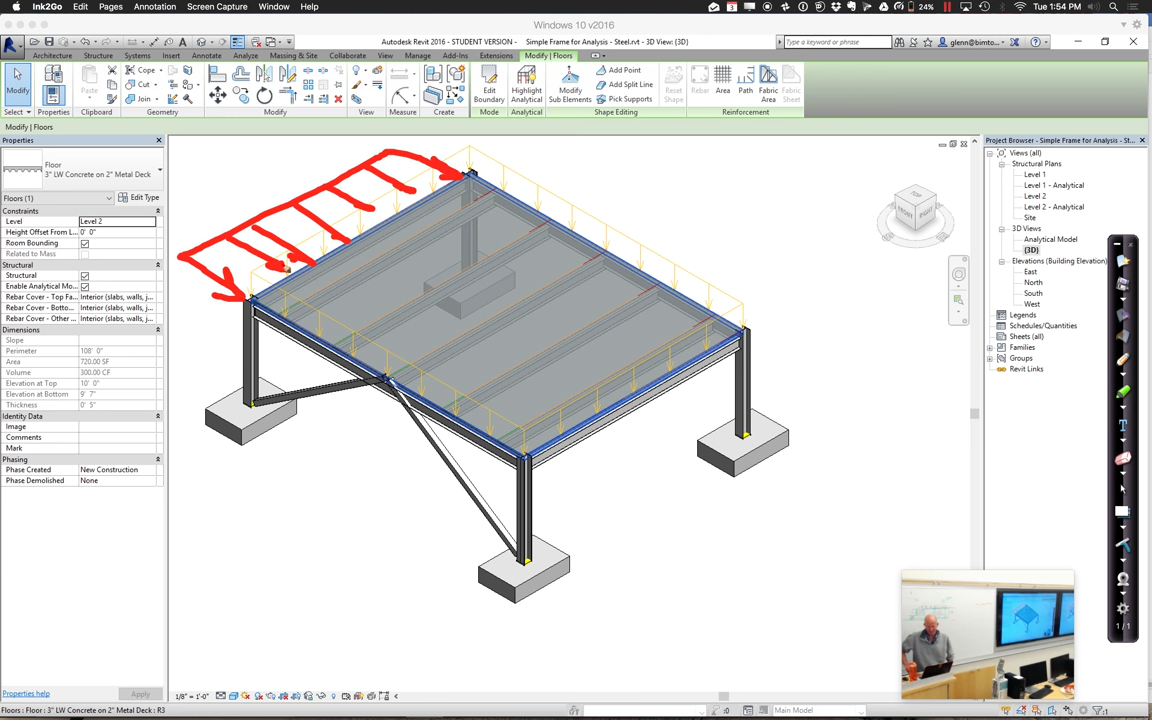 Ink2Go Edit Pages Annotation Screen Capture Window Help 24% Tue 1:54 PM
Windows 10 v2016
Autodesk Revit 2016 - STUDENT VERSION - Simple Frame for Analysis - Steel.rvt - 3D View: {3D} Type a keyword or phrase glenn@bimto...
Architecture Structure Systems Insert Annotate Analyze Massing & Site Collaborate View Manage Add-Ins Modify | Floors
Modify Properties Paste Cope Cut Join Edit Boundary Highlight Analytical Modify Sub Elements Add Point Add Split Line Pick Supports Reset Shape Rebar Area Path Fabric Area Fabric Sheet
Select Properties Clipboard Geometry Modify View Measure Create Mode Analytical Shape Editing Reinforcement
Modify | Floors
Properties
Floor
3" LW Concrete on 2" Metal Deck
Floors (1) Edit Type
Constraints
Level Level 2
Height Offset From L... 0' 0"
Room Bounding
Related to Mass
Structural
Structural
Enable Analytical Mo...
Rebar Cover - Top Fa... Interior (slabs, walls, j...
Rebar Cover - Botto... Interior (slabs, walls, j...
Rebar Cover - Other ... Interior (slabs, walls, j...
Dimensions
Slope
Perimeter 108' 0"
Area 720.00 SF
Volume 300.00 CF
Elevation at Top 10' 0"
Elevation at Bottom 9' 7"
Thickness 0' 5"
Identity Data
Image
Comments
Mark
Phasing
Phase Created New Construction
Phase Demolished None
Properties help Apply
TOP
FRONT RIGHT
Project Browser - Simple Frame for Analysis - St...
Views (all)
Structural Plans
Level 1
Level 1 - Analytical
Level 2
Level 2 - Analytical
Site
3D Views
Analytical Model
{3D}
Elevations (Building Elevation)
East
North
South
West
Legends
Schedules/Quantities
Sheets (all)
Families
Groups
Revit Links
1/1
1/8" = 1'-0"
Floors : Floor : 3" LW Concrete on 2" Metal Deck : R3 :0 Main Model :1